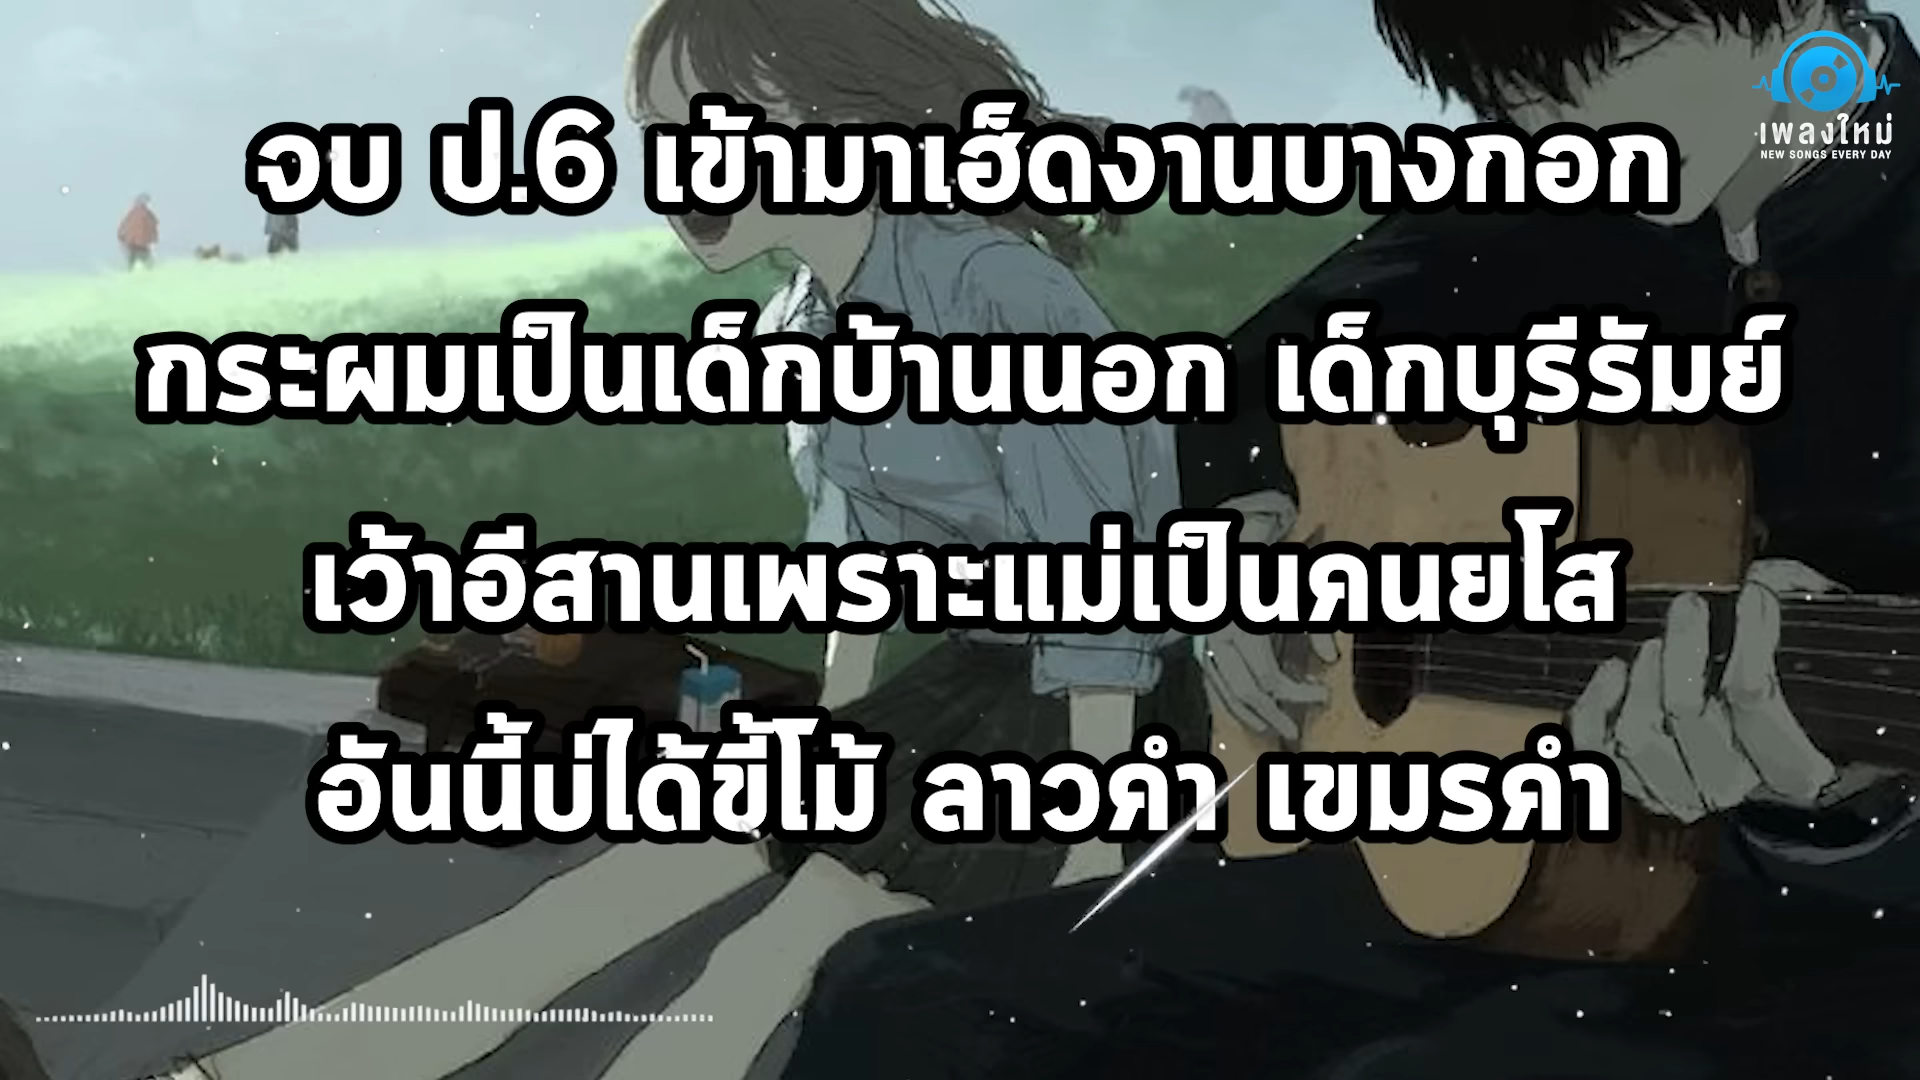 จบ ป.6 เข้ามาเฮ็ดงานบางกอก
กระผมเป็นเด็กบ้านนอก เด็กบุรีรัมย์
เว้าอีสานเพราะแม่เป็นคนยโส
อันนี้บ่ได้ขี้โม้ ลาวคำ เขมรคำ
เพลงใหม่
NEW SONGS EVERY DAY